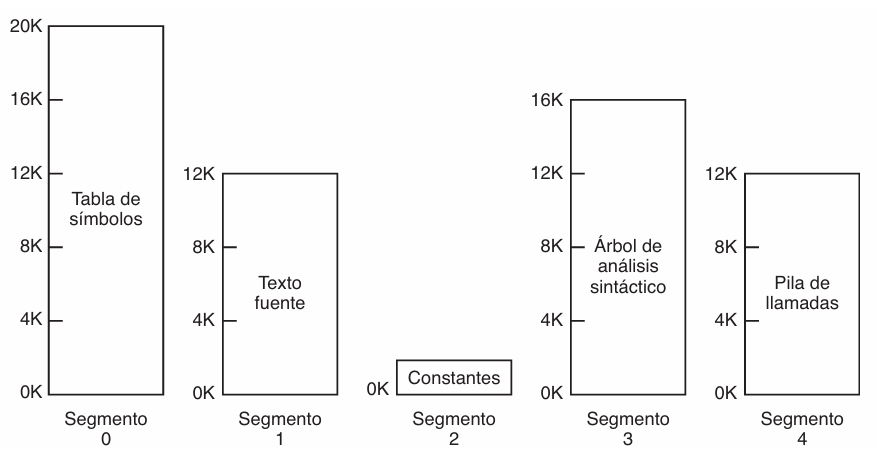 20K
16K
12K
Tabla de
símbolos
8K
4K
0K
Segmento
0
12K
8K
Texto
fuente
4K
0K
Segmento
1
0K
Constantes
Segmento
2
16K
12K
8K
Árbol de
análisis
sintáctico
4K
0K
Segmento
3
12K
8K
Pila de
llamadas
4K
0K
Segmento
4